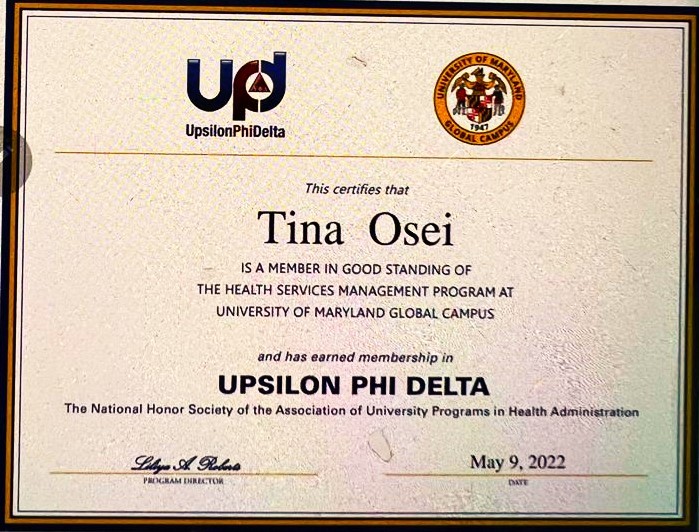 upd
UpsilonPhiDelta
UNIVERSITY OF MARYLAND
GLOBAL CAMPUS
1947
This certifies that
Tina Osei
IS A MEMBER IN GOOD STANDING OF
THE HEALTH SERVICES MANAGEMENT PROGRAM AT
UNIVERSITY OF MARYLAND GLOBAL CAMPUS
and has earned membership in
UPSILON PHI DELTA
The National Honor Society of the Association of University Programs in Health Administration
A. Roberts
May 9, 2022
PROGRAM DIRECTOR
DATE